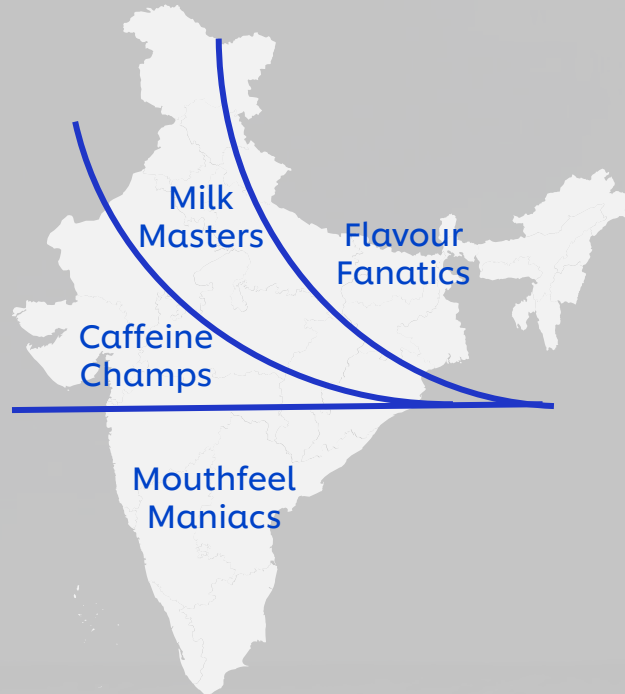 Milk
Masters
Flavour
Fanatics
Caffeine
Champs
Mouthfeel
Maniacs